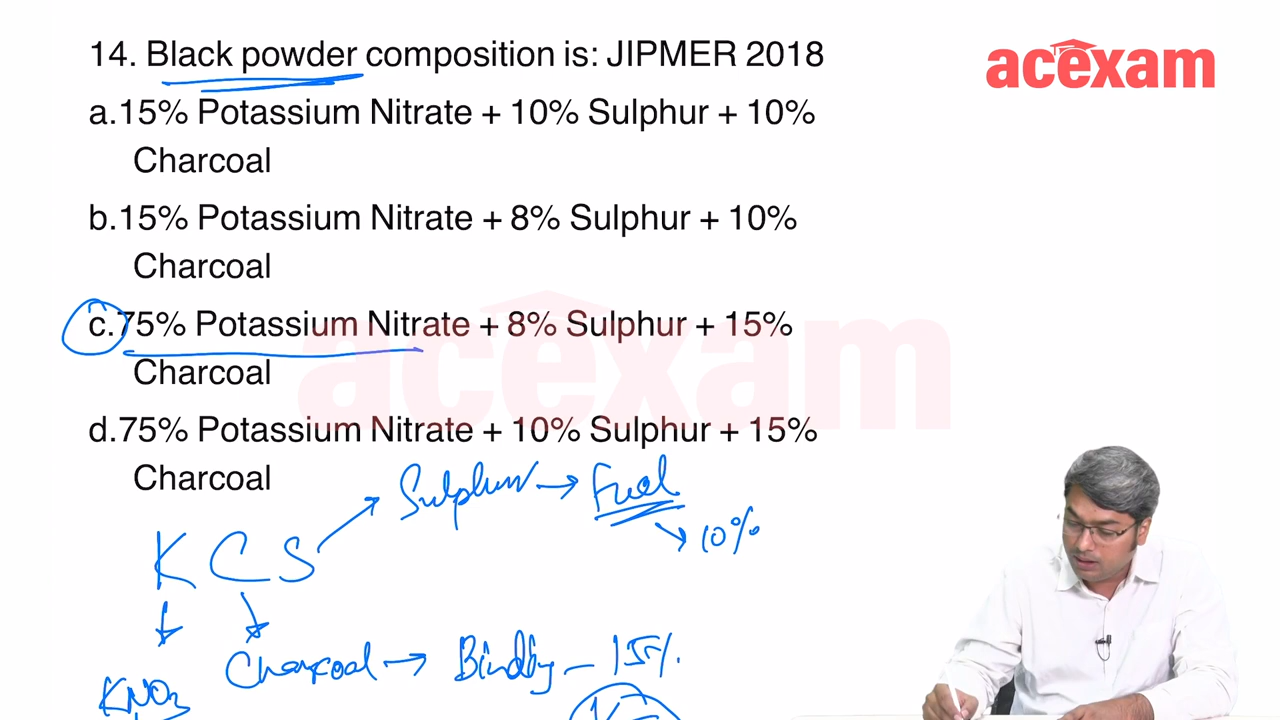 14. Black powder composition is: JIPMER 2018
acexam
a.15% Potassium Nitrate + 10% Sulphur + 10%
Charcoal
b.15% Potassium Nitrate + 8% Sulphur + 10%
Charcoal
c.75% Potassium Nitrate + 8% Sulphur + 15%
Charcoal
acexam
d.75% Potassium Nitrate + 10% Sulphur + 15%
Charcoal
Sulphur → Fuel
10%
K C S
Charcoal → Binding - 15%.
KNO3